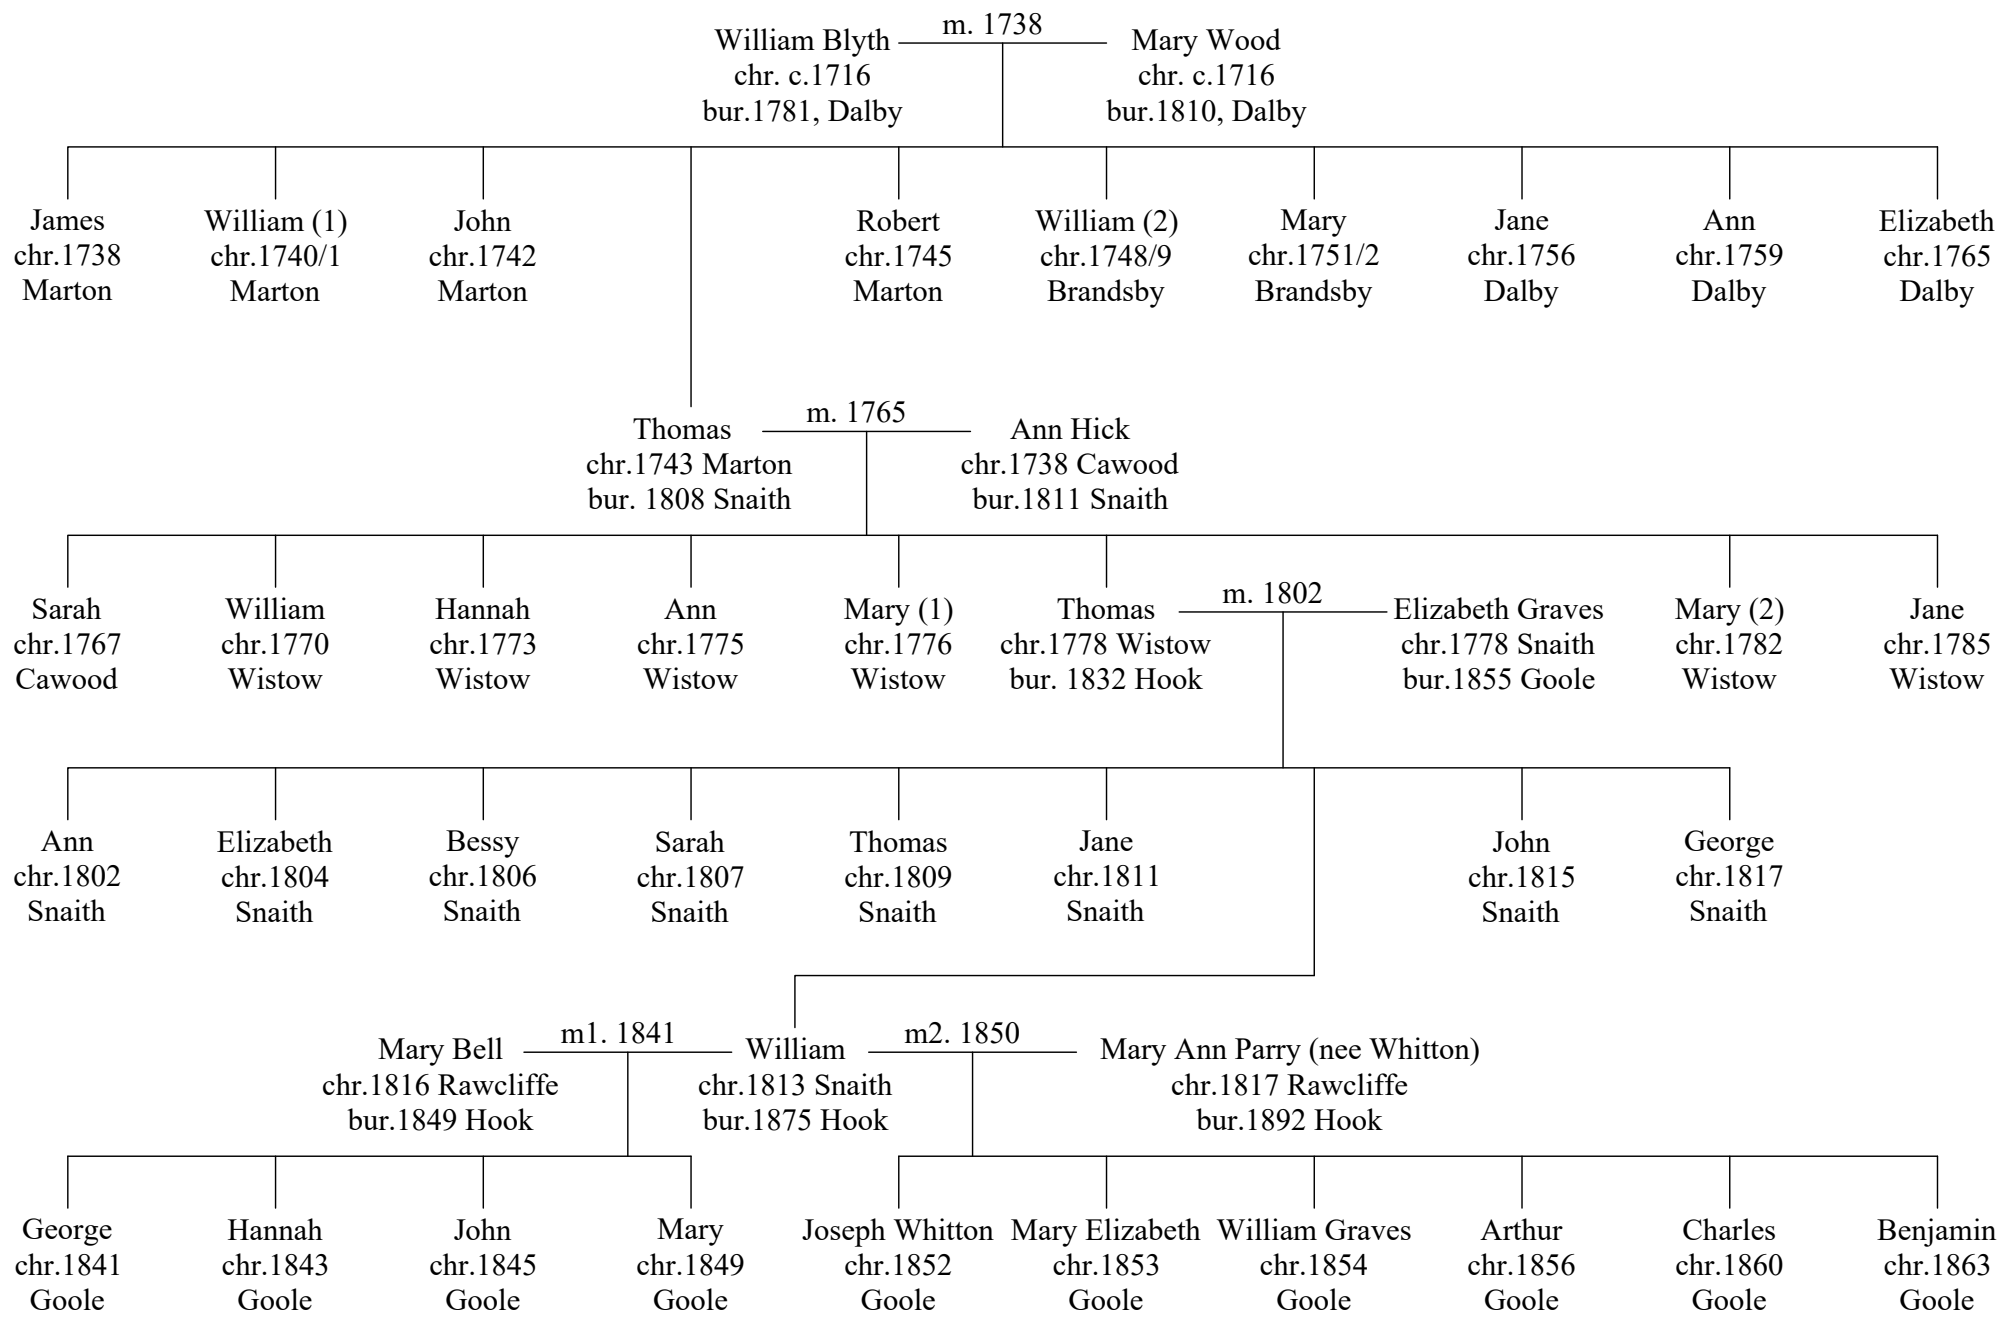 m. 1738
William Blyth
chr. c.1716
bur.1781, Dalby
Mary Wood
chr. c.1716
bur.1810, Dalby
James
chr.1738
Marton
William (1)
chr.1740/1
Marton
John
chr.1742
Marton
Robert
chr.1745
Marton
William (2)
chr.1748/9
Brandsby
Mary
chr.1751/2
Brandsby
Jane
chr.1756
Dalby
Ann
chr.1759
Dalby
Elizabeth
chr.1765
Dalby
Thomas
chr.1743 Marton
bur. 1808 Snaith
m. 1765
Ann Hick
chr.1738 Cawood
bur.1811 Snaith
Sarah
chr.1767
Cawood
William
chr.1770
Wistow
Hannah
chr.1773
Wistow
Ann
chr.1775
Wistow
Mary (1)
chr.1776
Wistow
Thomas
chr.1778 Wistow
bur. 1832 Hook
m. 1802
Elizabeth Graves
chr.1778 Snaith
bur.1855 Goole
Mary (2)
chr.1782
Wistow
Jane
chr.1785
Wistow
Ann
chr.1802
Snaith
Elizabeth
chr.1804
Snaith
Bessy
chr.1806
Snaith
Sarah
chr.1807
Snaith
Thomas
chr.1809
Snaith
Jane
chr.1811
Snaith
John
chr.1815
Snaith
George
chr.1817
Snaith
Mary Bell
chr.1816 Rawcliffe
bur.1849 Hook
m1. 1841
William
chr.1813 Snaith
bur.1875 Hook
m2. 1850
Mary Ann Parry (nee Whitton)
chr.1817 Rawcliffe
bur.1892 Hook
George
chr.1841
Goole
Hannah
chr.1843
Goole
John
chr.1845
Goole
Mary
chr.1849
Goole
Joseph Whitton
chr.1852
Goole
Mary Elizabeth
chr.1853
Goole
William Graves
chr.1854
Goole
Arthur
chr.1856
Goole
Charles
chr.1860
Goole
Benjamin
chr.1863
Goole